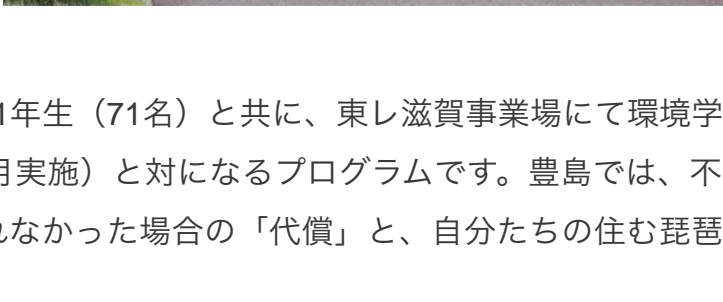 1年生（71名）と共に、東レ滋賀事業場にて環境学
月実施）と対になるプログラムです。豊島では、不
れなかった場合の「代償」と、自分たちの住む琵琶